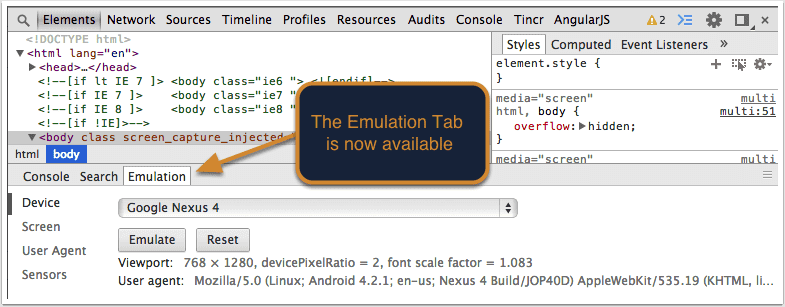 Elements Network Sources Timeline Profiles Resources Audits Console Tincr AngularJS 2
<!DOCTYPE html>
<html lang="en">
<head>…</head>
<!--[if lt IE 7 ]> <body class="ie6 "> <![endif]-->
<!--[if IE 7 ]> <body class="ie7 "
<!--[if IE 8 ]> <body class="ie8 "
<!--[if !IE]>-->
<body class screen_capture_injected
html body
Styles Computed Event Listeners »
element.style {
}
media="screen" multi
html, body { multi:51
overflow: hidden;
}
media="screen" multi
The Emulation Tab
is now available
Console Search Emulation
Device
Screen
User Agent
Sensors
Google Nexus 4
Emulate Reset
Viewport: 768 × 1280, devicePixelRatio = 2, font scale factor = 1.083
User agent: Mozilla/5.0 (Linux; Android 4.2.1; en-us; Nexus 4 Build/JOP40D) AppleWebKit/535.19 (KHTML, li...